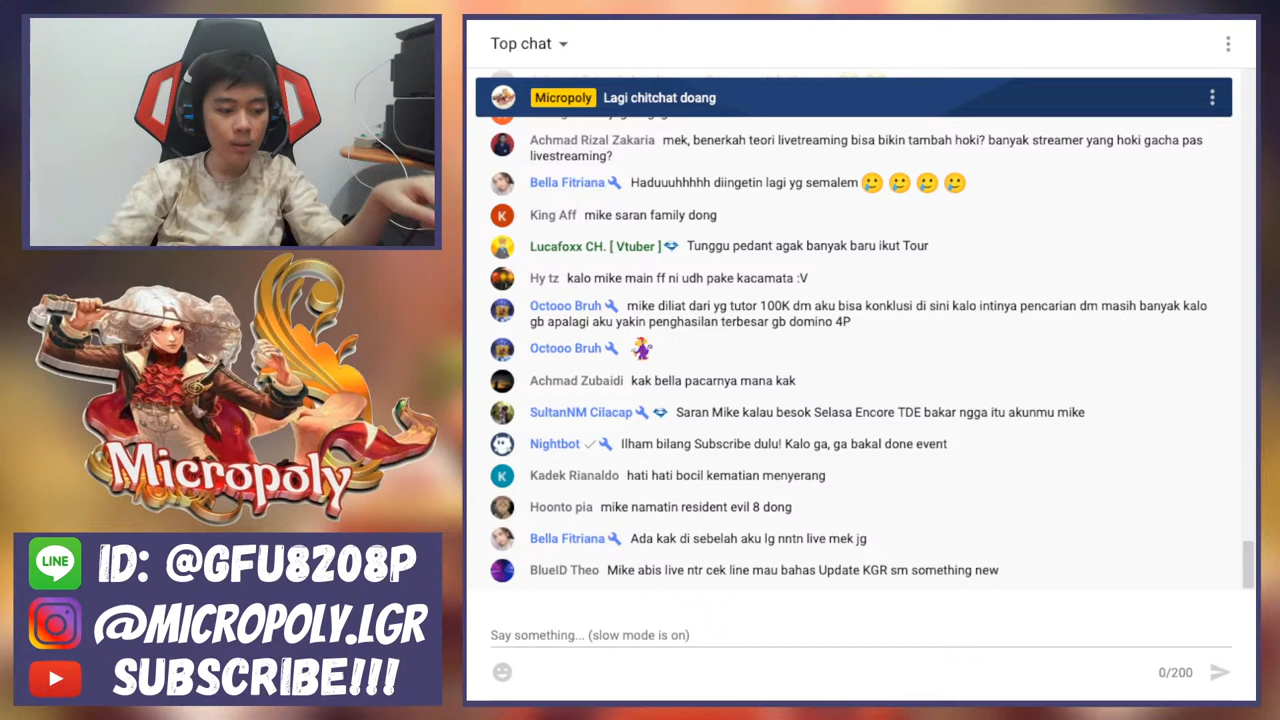 Micropoly
LINE
ID: @GFU8208P
@MICROPOLY.LGR
SUBSCRIBE!!!
Top chat
Micropoly Lagi chitchat doang
Achmad Rizal Zakaria mek, benerkah teori livetreaming bisa bikin tambah hoki? banyak streamer yang hoki gacha pas
livestreaming?
Bella Fitriana Haduuuhhhhh diingetin lagi yg semalem 🥲 🥲 🥲 🥲
K King Aff mike saran family dong
Lucafoxx CH. [ Vtuber ] Tunggu pedant agak banyak baru ikut Tour
Hy tz kalo mike main ff ni udh pake kacamata :V
Octooo Bruh mike diliat dari yg tutor 100K dm aku bisa konklusi di sini kalo intinya pencarian dm masih banyak kalo
gb apalagi aku yakin penghasilan terbesar gb domino 4P
Octooo Bruh
Achmad Zubaidi kak bella pacarnya mana kak
SultanNM Cilacap Saran Mike kalau besok Selasa Encore TDE bakar ngga itu akunmu mike
Nightbot Ilham bilang Subscribe dulu! Kalo ga, ga bakal done event
K Kadek Rianaldo hati hati bocil kematian menyerang
Hoonto pia mike namatin resident evil 8 dong
Bella Fitriana Ada kak di sebelah aku lg nntn live mek jg
BlueID Theo Mike abis live ntr cek line mau bahas Update KGR sm something new
Say something... (slow mode is on)
0/200